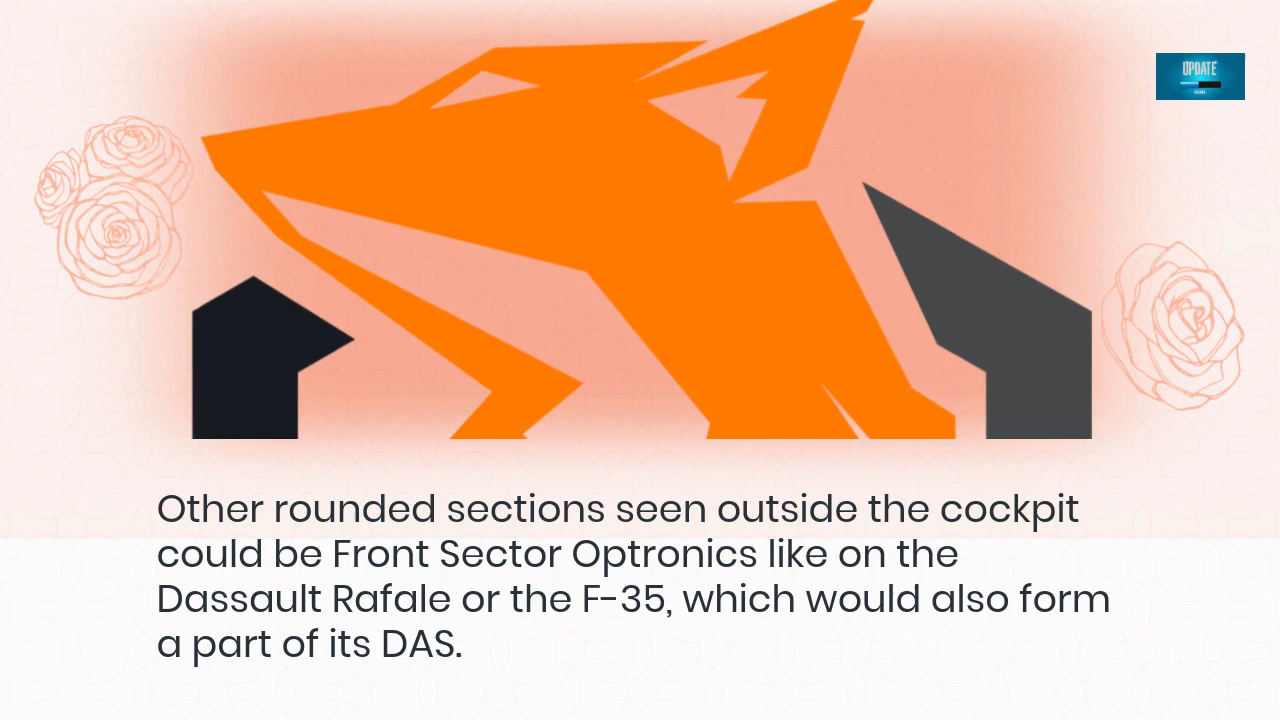 UPDATE
Other rounded sections seen outside the cockpit
could be Front Sector Optronics like on the
Dassault Rafale or the F-35, which would also form
a part of its DAS.